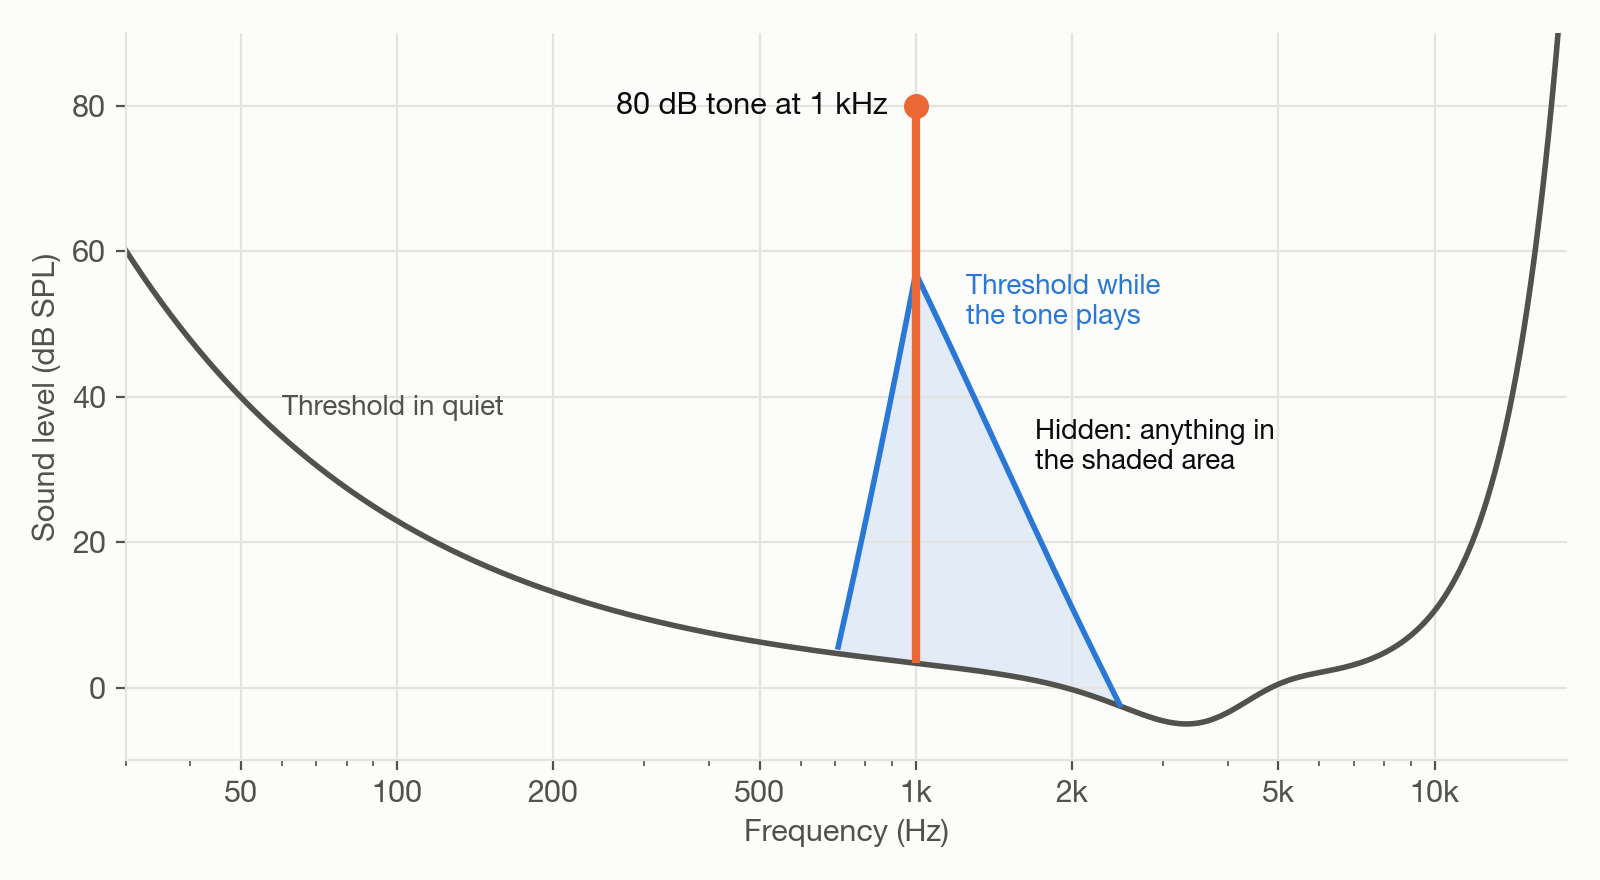 80 dB tone at 1 kHz
Threshold while
the tone plays
Threshold in quiet
Hidden: anything in
the shaded area
Sound level (dB SPL)
80
60
40
20
0
50 100 200 500 1k 2k 5k 10k
Frequency (Hz)